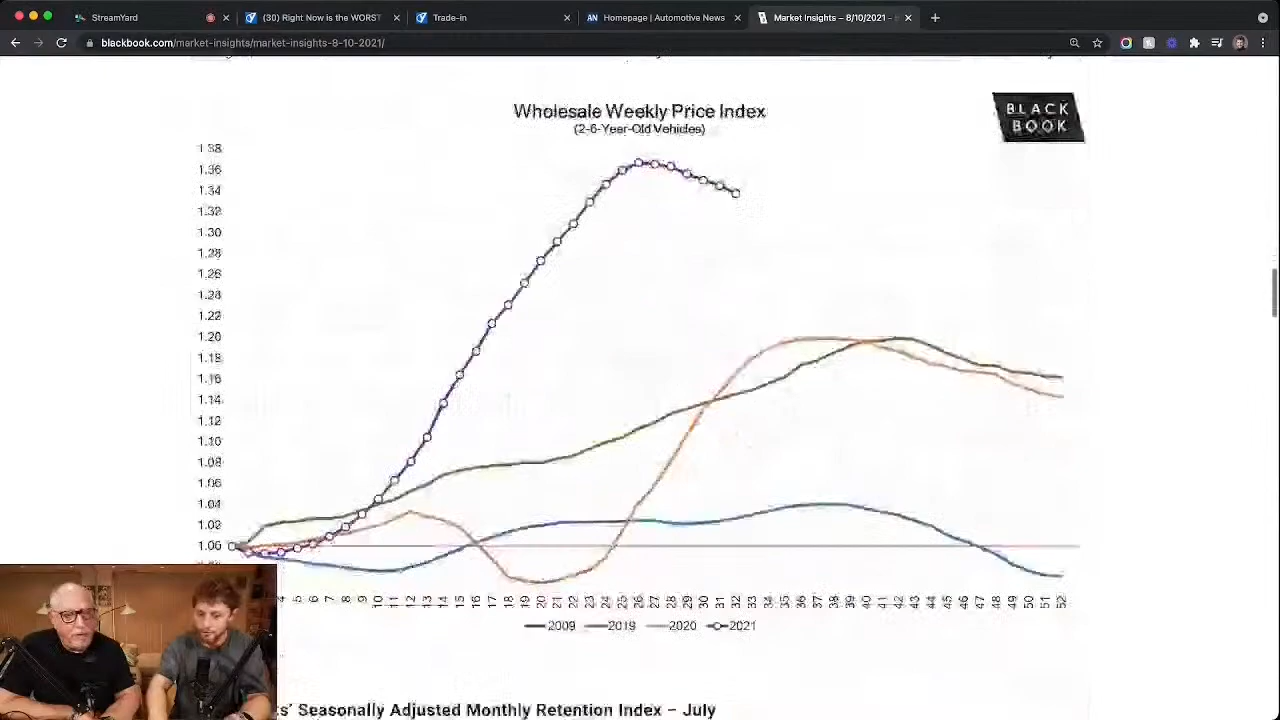 StreamYard
(30) Right Now is the WORST
Trade-in
Homepage | Automotive News
Market Insights – 8/10/2021 –
blackbook.com/market-insights/market-insights-8-10-2021/
Wholesale Weekly Price Index
(2-6-Year-Old Vehicles)
BLACK
BOOK
1.38
1.36
1.34
1.32
1.30
1.28
1.26
1.24
1.22
1.20
1.18
1.16
1.14
1.12
1.10
1.08
1.06
1.04
1.02
1.00
4 5 6 7 8 9 10 11 12 13 14 15 16 17 18 19 20 21 22 23 24 25 26 27 28 29 30 31 32 33 34 35 36 37 38 39 40 41 42 43 44 45 46 47 48 49 50 51 52
2009 2019 2020 2021
s' Seasonally Adjusted Monthly Retention Index – July